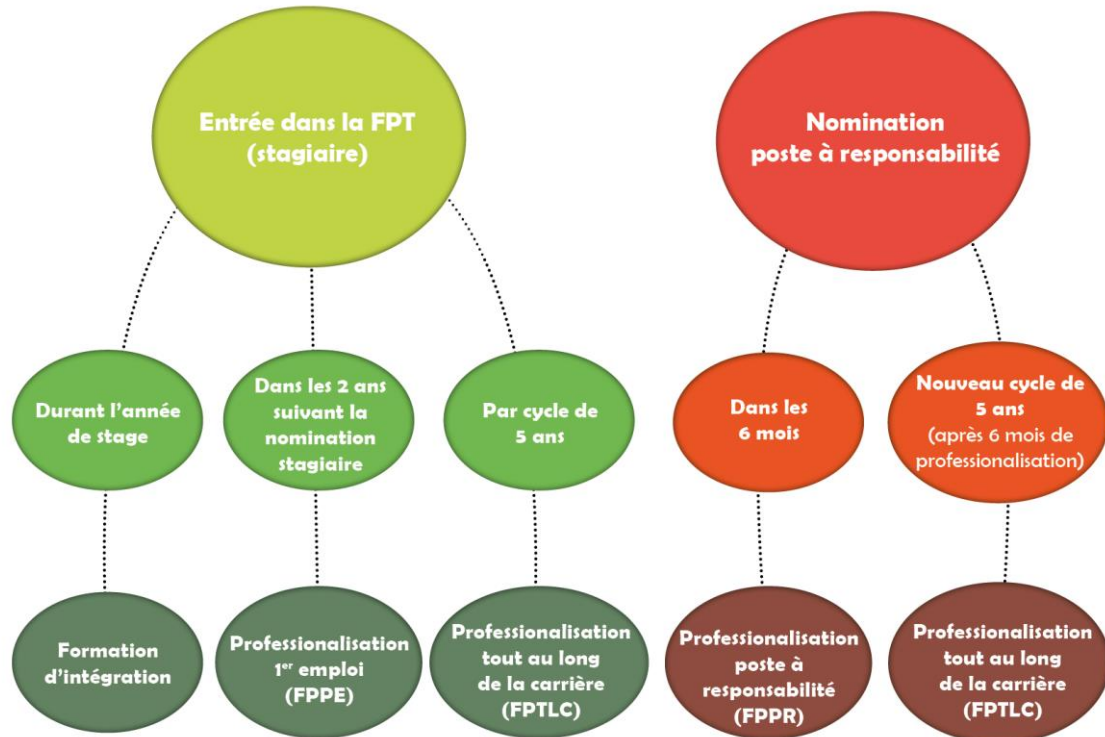 Entrée dans la FPT
(stagiaire)
Nomination
poste à responsabilité
Durant l'année
de stage
Dans les 2 ans
suivant la
nomination
stagiaire
Par cycle de
5 ans
Dans les
6 mois
Nouveau cycle de
5 ans
(après 6 mois de
professionalisation)
Formation
d'intégration
Professionalisation
1er emploi
(FPPE)
Professionalisation
tout au long
de la carrière
(FPTLC)
Professionalisation
poste à
responsabilité
(FPPR)
Professionalisation
tout au long
de la carrière
(FPTLC)